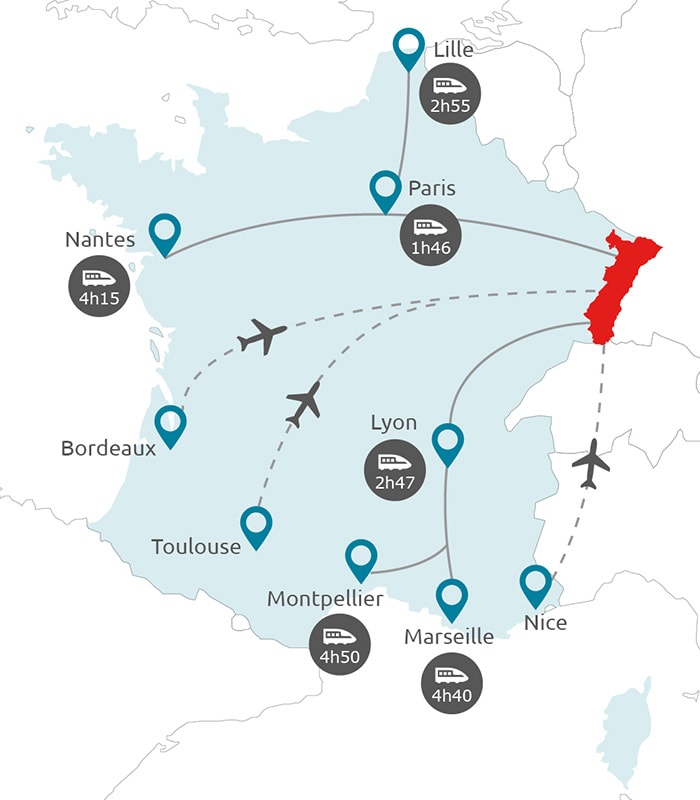 Lille
2h55
Paris
1h46
Nantes
4h15
Lyon
2h47
Bordeaux
Toulouse
Montpellier
4h50
Marseille
4h40
Nice